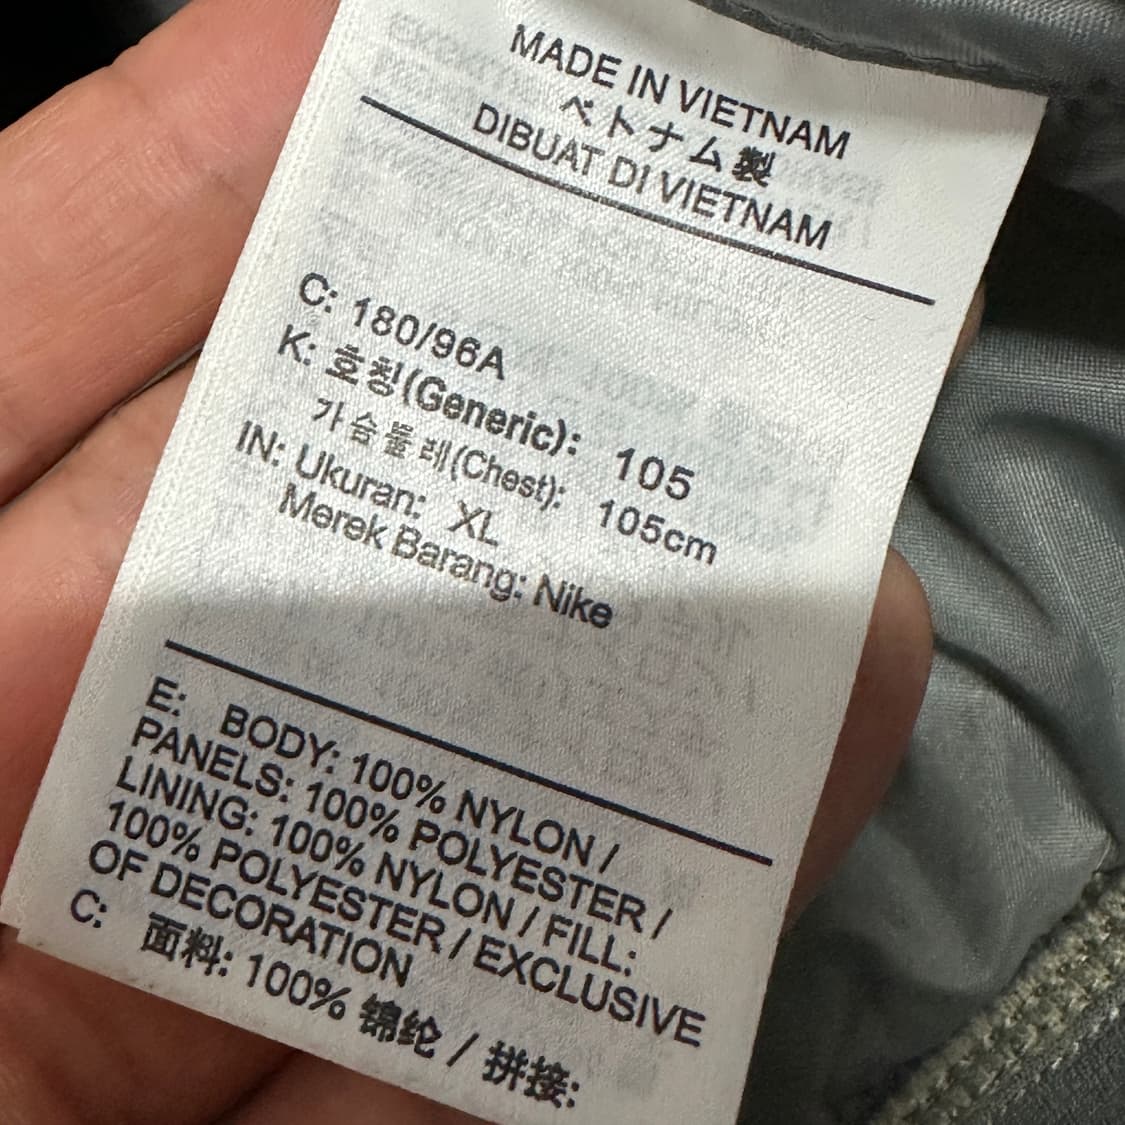 MADE IN VIETNAM
ベトナム製
DIBUAT DI VIETNAM
C: 180/96A
K: 호칭(Generic): 105
가슴둘레(Chest): 105cm
IN: Ukuran: XL
Merek Barang: Nike
E: BODY: 100% NYLON /
PANELS: 100% POLYESTER /
LINING: 100% NYLON / FILL:
100% POLYESTER / EXCLUSIVE
OF DECORATION
C: 面料: 100% 锦纶 / 拼接: